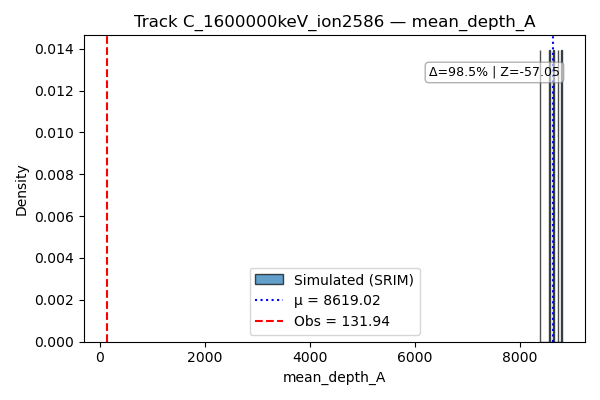 Track C_1600000keV_ion2586 — mean_depth_A
Density
0.014
0.012
0.010
0.008
0.006
0.004
0.002
0.000
Δ=98.5% | Z=-57.05
Simulated (SRIM)
μ = 8619.02
Obs = 131.94
0 2000 4000 6000 8000
mean_depth_A